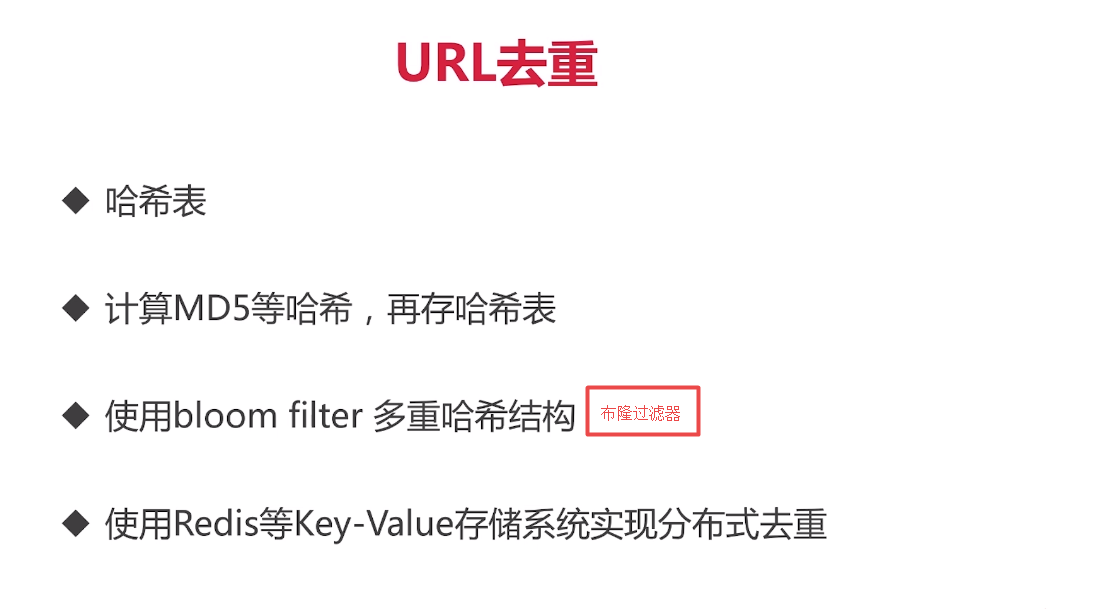 URL去重
◆ 哈希表
◆ 计算MD5等哈希，再存哈希表
◆ 使用bloom filter 多重哈希结构 布隆过滤器
◆ 使用Redis等Key-Value存储系统实现分布式去重